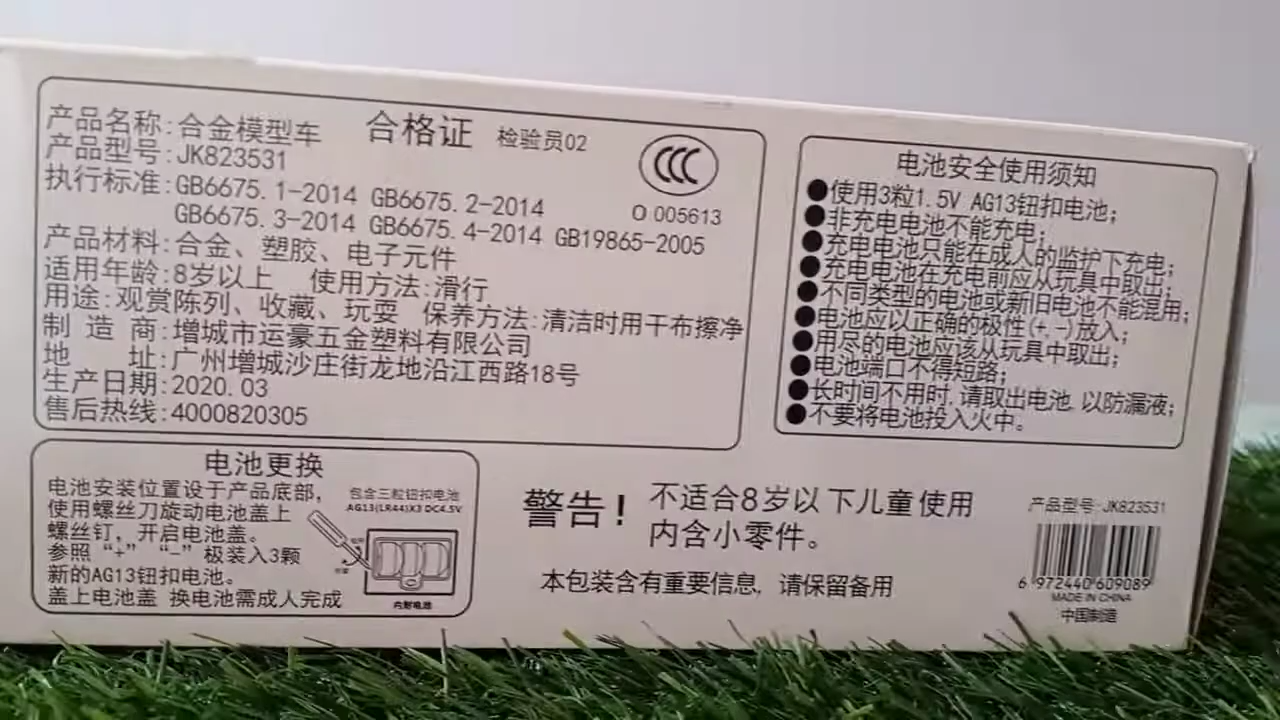 产品名称:合金模型车 合格证 检验员02
产品型号:JK823531
执行标准:GB6675.1-2014 GB6675.2-2014
GB6675.3-2014 GB6675.4-2014 GB19865-2005
产品材料:合金、塑胶、电子元件
适用年龄:8岁以上 使用方法:滑行
用途:观赏陈列、收藏、玩耍 保养方法:清洁时用干布擦净
制造商:增城市运豪五金塑料有限公司
地址:广州增城沙庄街龙地沿江西路18号
生产日期:2020.03
售后热线:4000820305
CCC
O 005613
电池安全使用须知
●使用3粒1.5V AG13钮扣电池;
●非充电电池不能充电;
●充电电池只能在成人的监护下充电;
●充电电池在充电前应从玩具中取出;
●不同类型的电池或新旧电池不能混用;
●电池应以正确的极性(+,-)放入;
●用尽的电池应该从玩具中取出;
●电池端口不得短路;
●长时间不用时,请取出电池,以防漏液;
●不要将电池投入火中。
电池更换
电池安装位置设于产品底部,
使用螺丝刀旋动电池盖上
螺丝钉,开启电池盖。
参照“+”“-”极装入3颗
新的AG13钮扣电池。
盖上电池盖 换电池需成人完成
包含三粒钮扣电池
AG13(LR44)X3 DC4.5V
内附电池
警告! 不适合8岁以下儿童使用
内含小零件。
本包装含有重要信息,请保留备用
产品型号:JK823531
6 972440 609089
MADE IN CHINA
中国制造